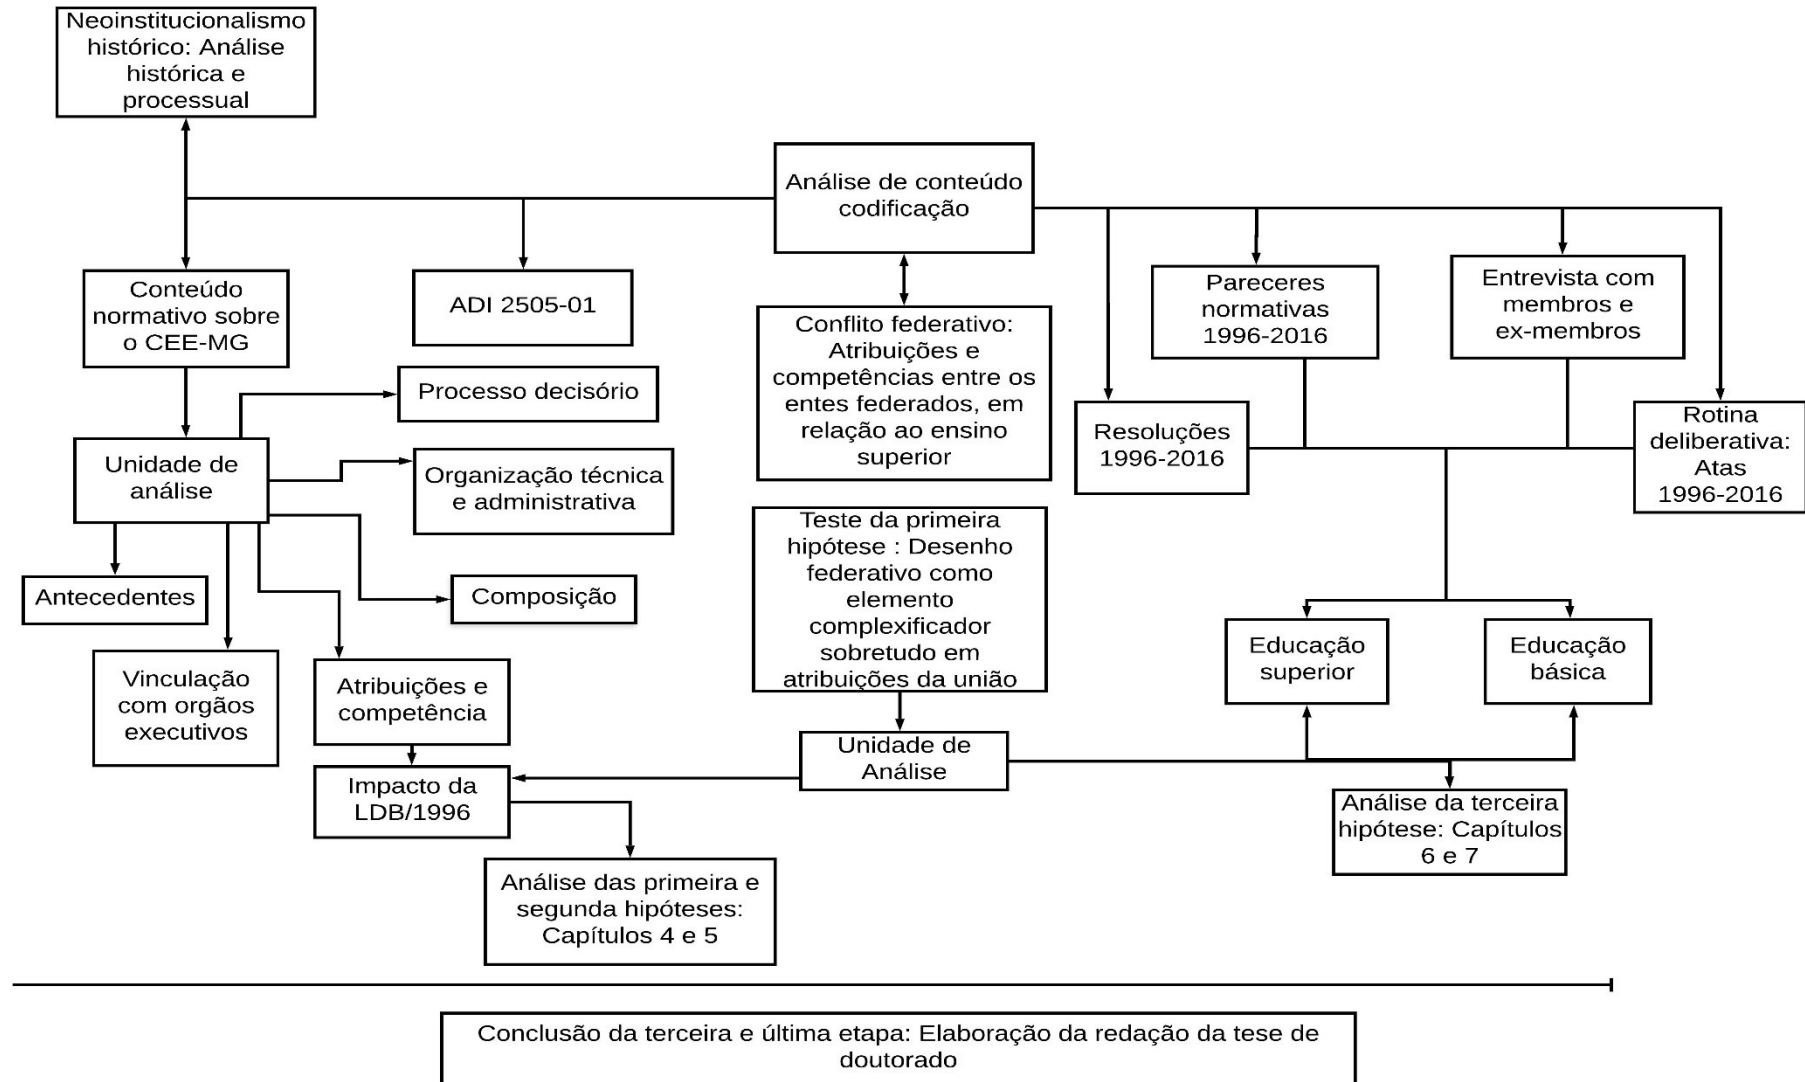 Neoinstitucionalismo
histórico: Análise
histórica e
processual
Análise de conteúdo
codificação
Conteúdo
normativo sobre
o CEE-MG
ADI 2505-01
Conflito federativo:
Atribuições e
competências entre os
entes federados, em
relação ao ensino
superior
Pareceres
normativas
1996-2016
Entrevista com
membros e
ex-membros
Processo decisório
Resoluções
1996-2016
Rotina
deliberativa:
Atas
1996-2016
Unidade de
análise
Organização técnica
e administrativa
Teste da primeira
hipótese : Desenho
federativo como
elemento
complexificador
sobretudo em
atribuições da união
Antecedentes
Composição
Educação
superior
Educação
básica
Vinculação
com orgãos
executivos
Atribuições e
competência
Unidade de
Análise
Impacto da
LDB/1996
Análise da terceira
hipótese: Capítulos
6 e 7
Análise das primeira e
segunda hipóteses:
Capítulos 4 e 5
Conclusão da terceira e última etapa: Elaboração da redação da tese de
doutorado